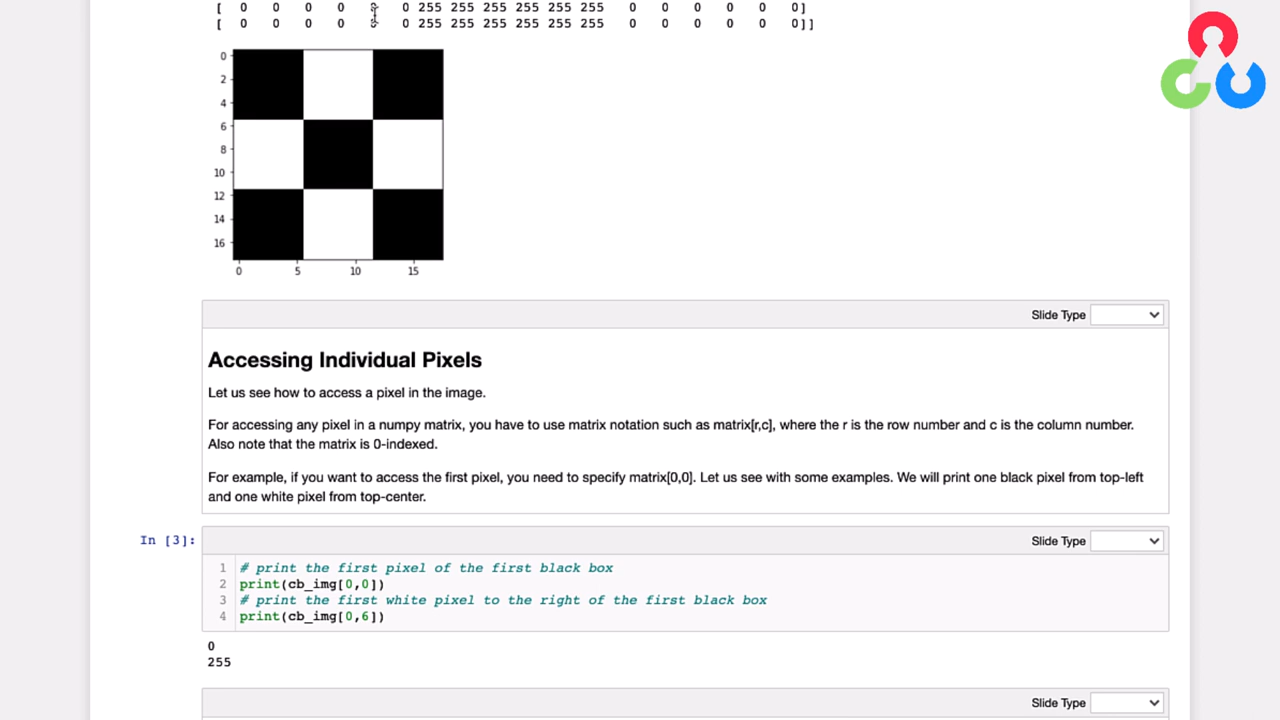 [ 0 0 0 0 0 0 255 255 255 255 255 255 0 0 0 0 0 0]
[ 0 0 0 0 0 0 255 255 255 255 255 255 0 0 0 0 0 0]]
0
2
4
6
8
10
12
14
16
0 5 10 15
Slide Type
Accessing Individual Pixels
Let us see how to access a pixel in the image.
For accessing any pixel in a numpy matrix, you have to use matrix notation such as matrix[r,c], where the r is the row number and c is the column number.
Also note that the matrix is 0-indexed.
For example, if you want to access the first pixel, you need to specify matrix[0,0]. Let us see with some examples. We will print one black pixel from top-left
and one white pixel from top-center.
In [3]:
Slide Type
1 # print the first pixel of the first black box
2 print(cb_img[0,0])
3 # print the first white pixel to the right of the first black box
4 print(cb_img[0,6])
0
255
Slide Type